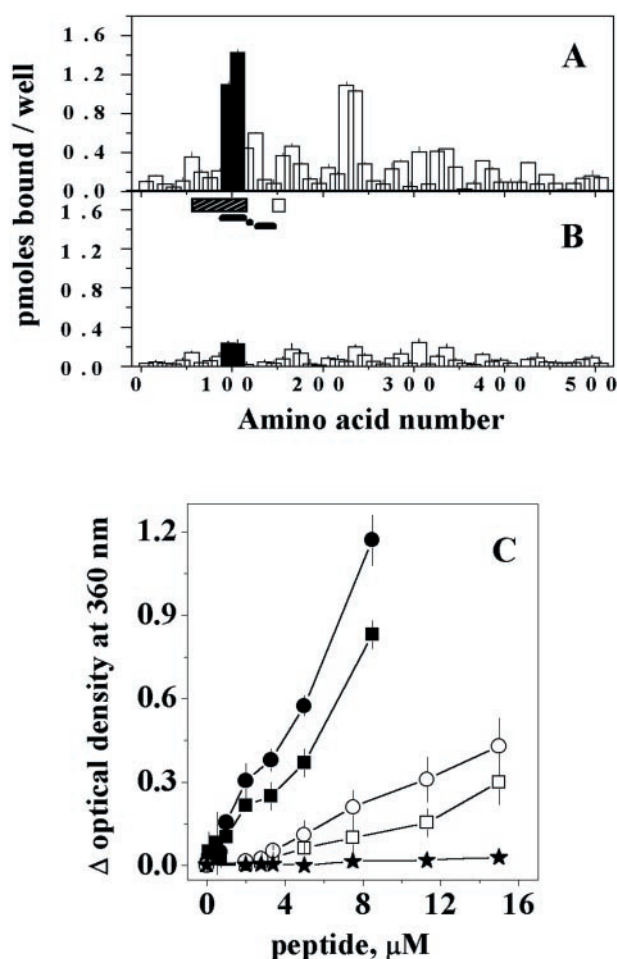 1.6
A
1.2
0.8
0.4
0.0
1.6
B
1.2
0.8
0.4
0.0
pmoles bound / well
0 100 200 300 400 500
Amino acid number
1.2
C
0.9
0.6
0.3
0.0
Δ optical density at 360 nm
0 4 8 12 16
peptide, μM